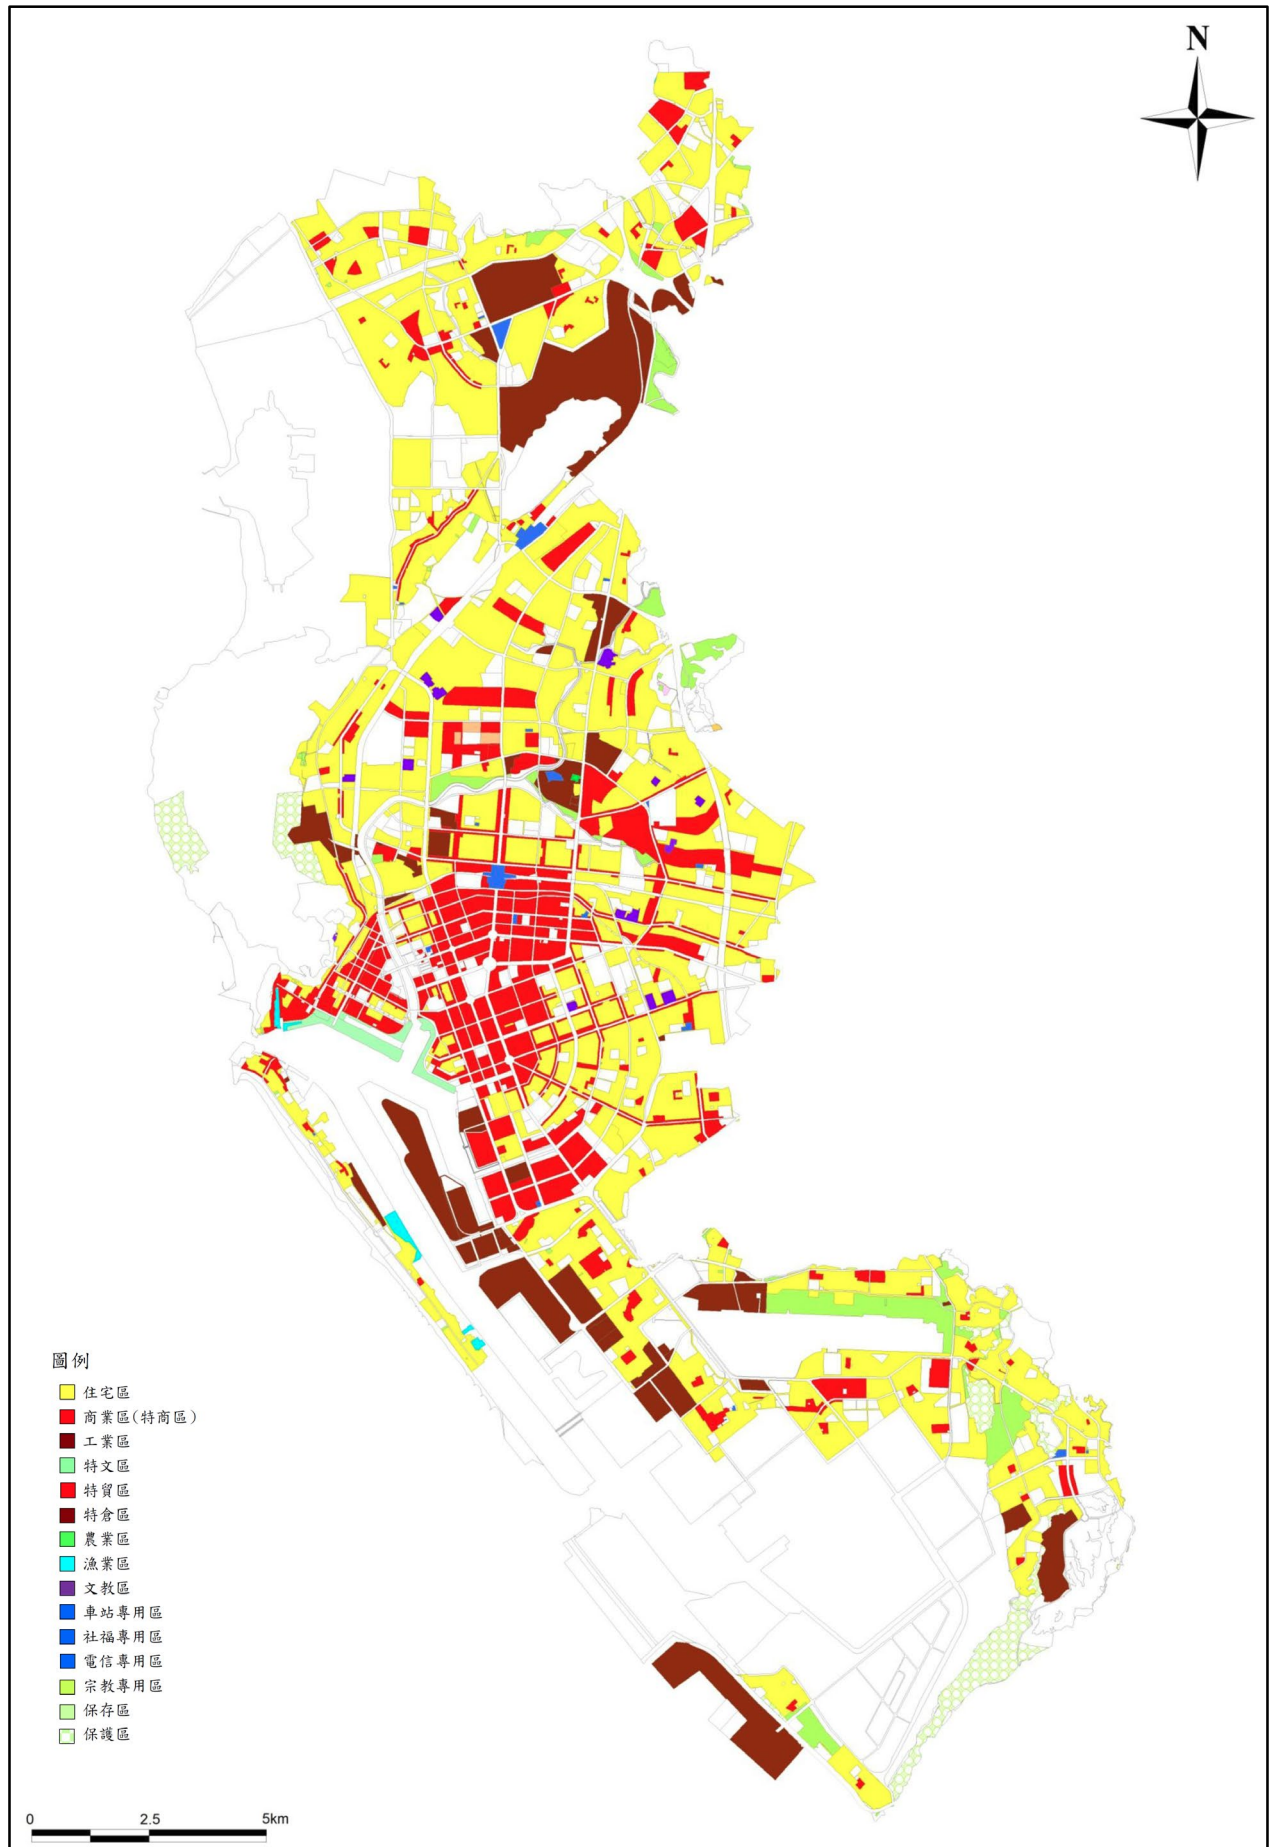 N
圖例
住宅區
商業區(特商區)
工業區
特文區
特貿區
特倉區
農業區
漁業區
文教區
車站專用區
社福專用區
電信專用區
宗教專用區
保存區
保護區
0 2.5 5km